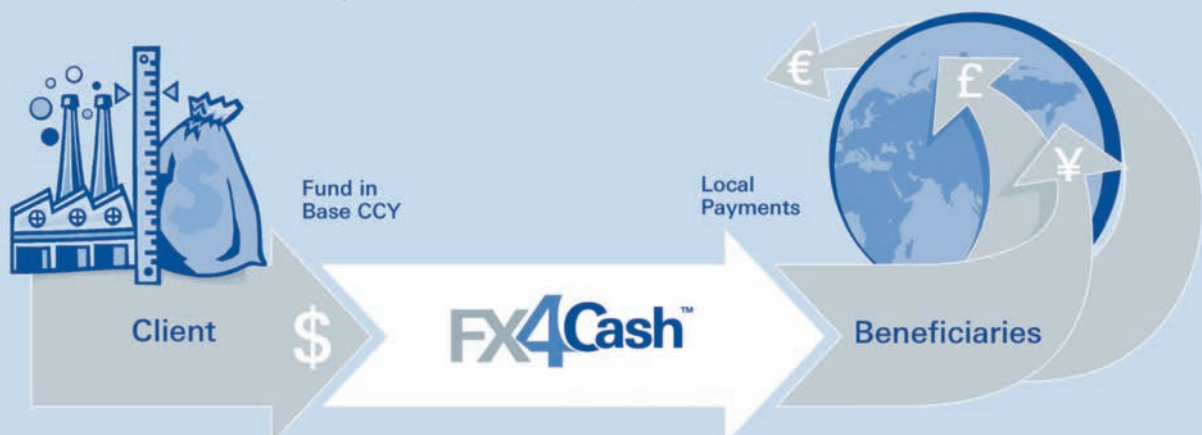 $
Fund in
Base CCY
Local
Payments
€
£
¥
Client
$
FX4Cash™
Beneficiaries